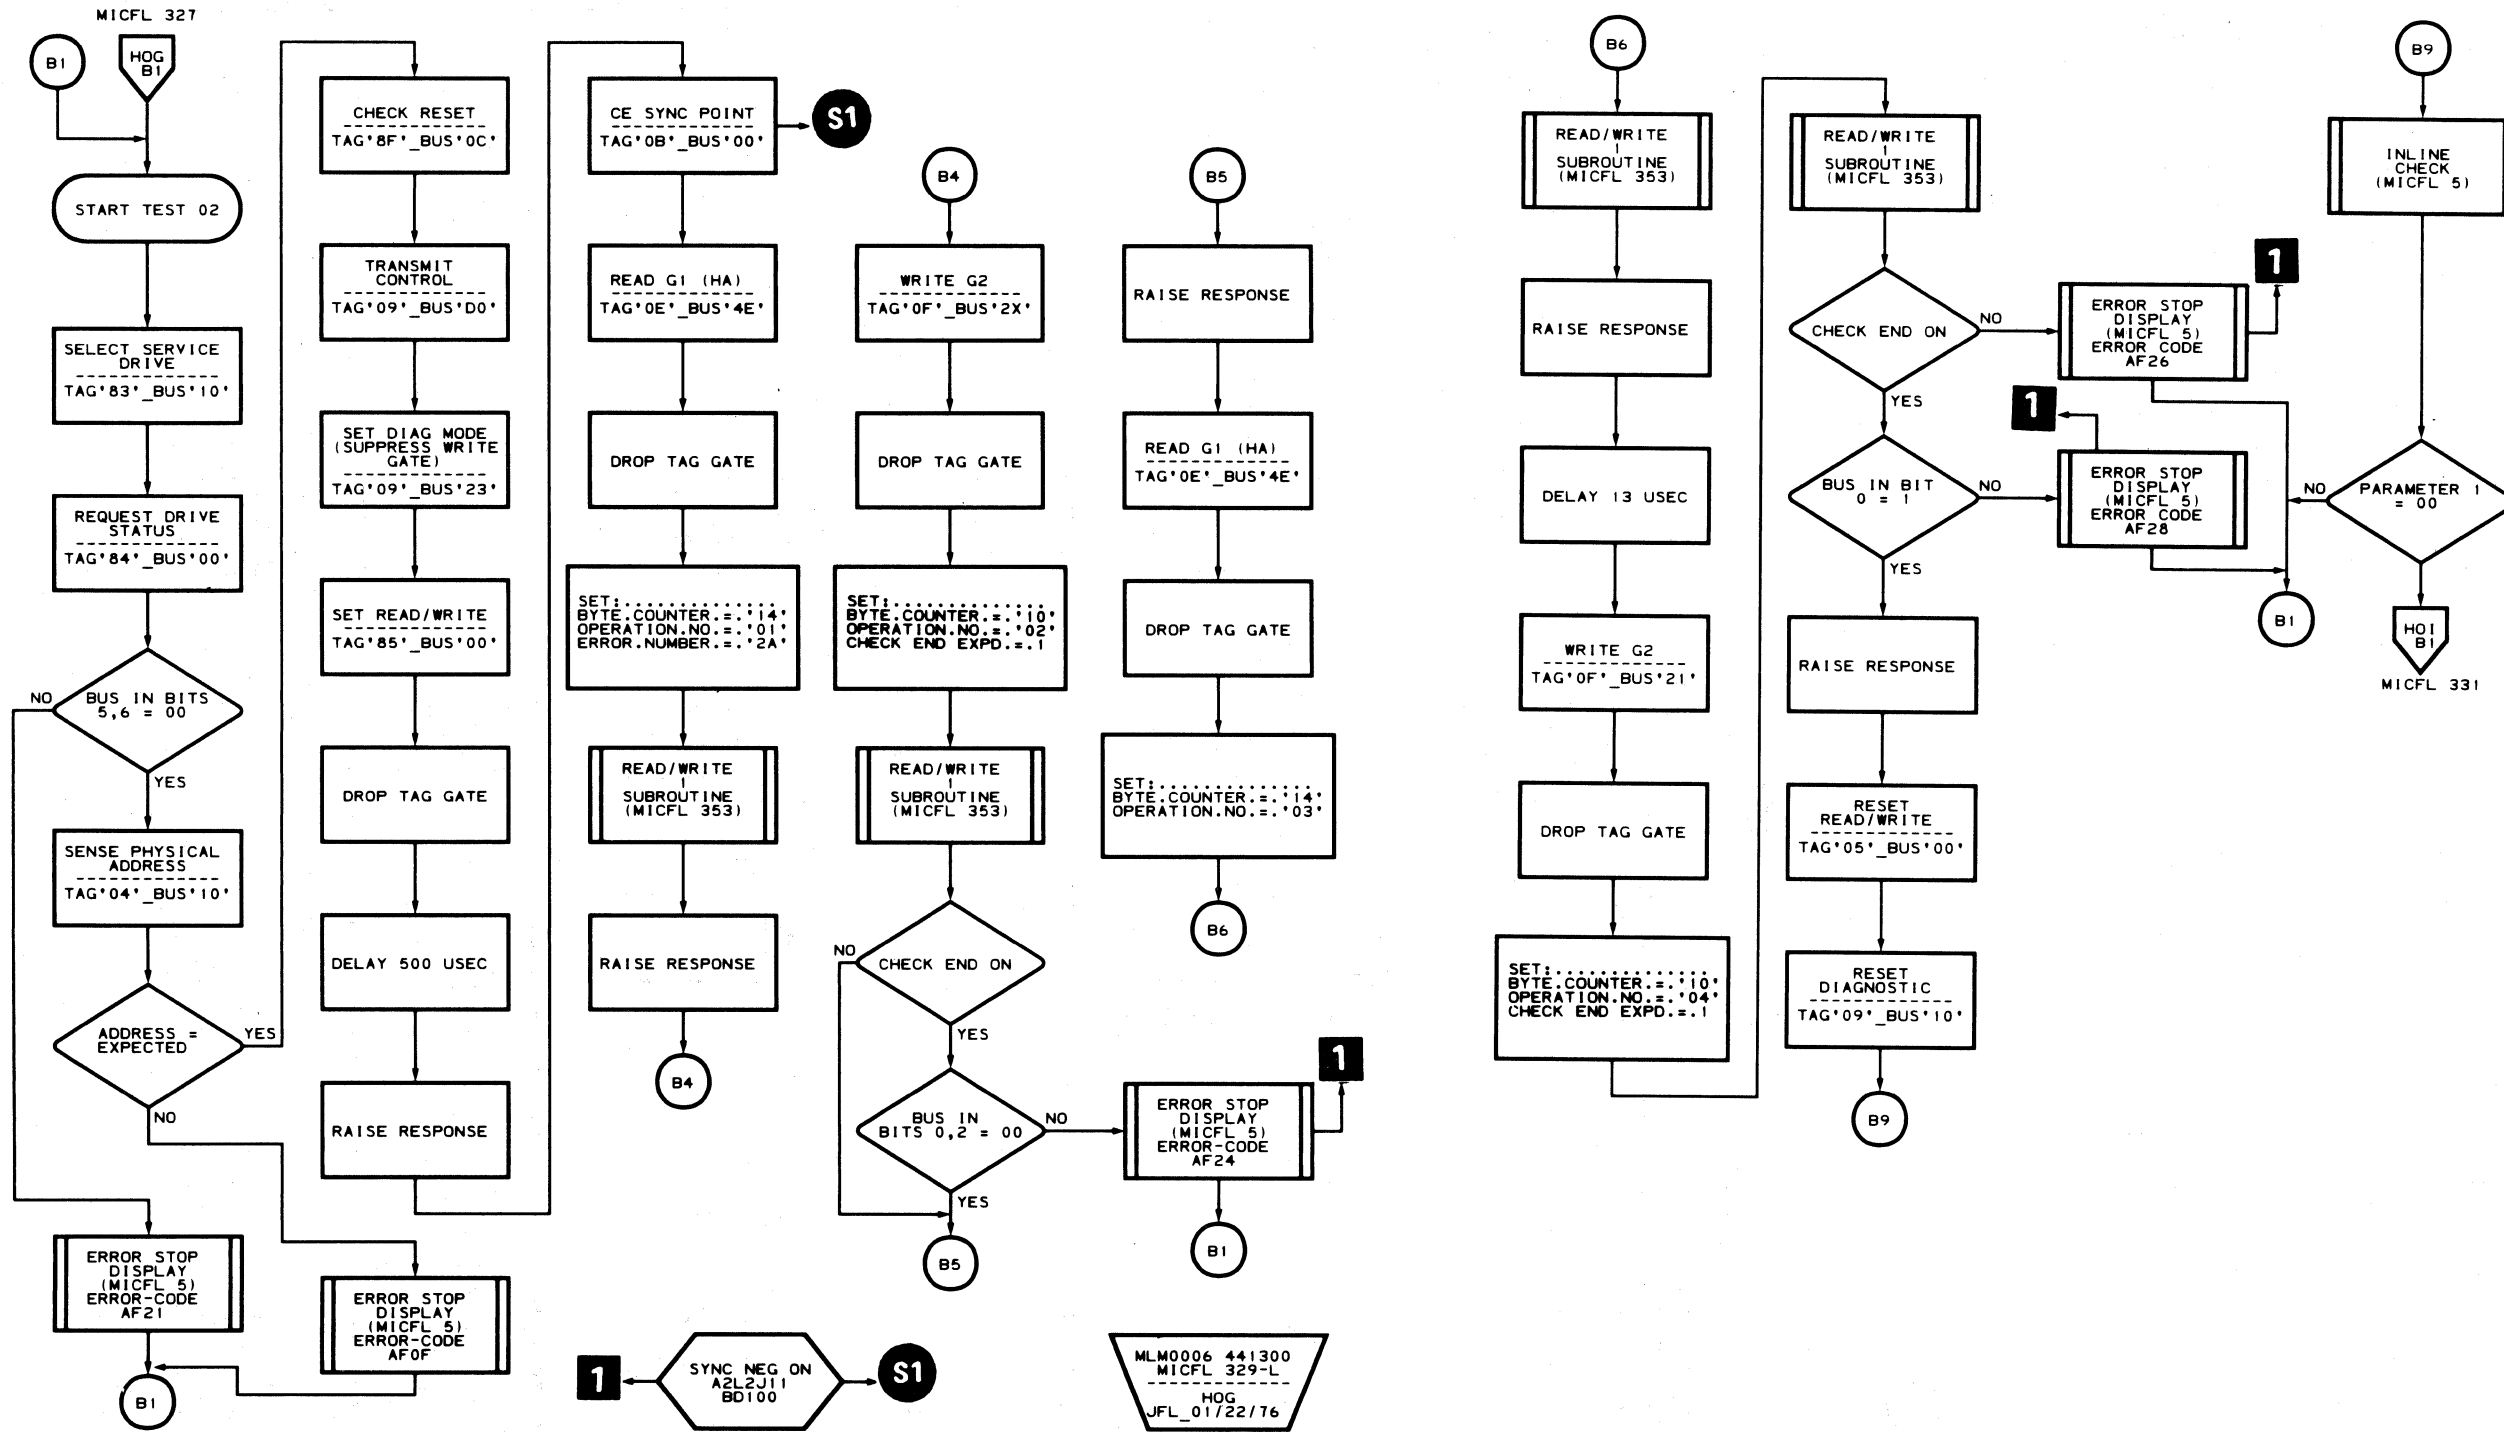 MICFL 327
B1
HOG
B1
START TEST 02
SELECT SERVICE
DRIVE
--------------
TAG'83'_BUS'10'
REQUEST DRIVE
STATUS
--------------
TAG'84'_BUS'00'
BUS IN BITS
5,6 = 00
NO
YES
SENSE PHYSICAL
ADDRESS
--------------
TAG'04'_BUS'10'
ADDRESS =
EXPECTED
YES
NO
ERROR STOP
DISPLAY
(MICFL 5)
ERROR-CODE
AF21
B1
CHECK RESET
--------------
TAG'8F'_BUS'0C'
TRANSMIT
CONTROL
--------------
TAG'09'_BUS'D0'
SET DIAG MODE
(SUPPRESS WRITE
GATE)
--------------
TAG'09'_BUS'23'
SET READ/WRITE
--------------
TAG'85'_BUS'00'
DROP TAG GATE
DELAY 500 USEC
RAISE RESPONSE
ERROR STOP
DISPLAY
(MICFL 5)
ERROR-CODE
AF0F
CE SYNC POINT
--------------
TAG'0B'_BUS'00'
S1
READ G1 (HA)
--------------
TAG'0E'_BUS'4E'
DROP TAG GATE
SET:..............
BYTE.COUNTER.=.'14'
OPERATION.NO.=.'01'
ERROR.NUMBER.=.'2A'
READ/WRITE
1
SUBROUTINE
(MICFL 353)
RAISE RESPONSE
B4
1
SYNC NEG ON
A2L2J11
BD100
S1
B4
WRITE G2
--------------
TAG'0F'_BUS'2X'
DROP TAG GATE
SET:..............
BYTE.COUNTER.=.'10'
OPERATION.NO.=.'02'
CHECK END EXPD.=.1
READ/WRITE
1
SUBROUTINE
(MICFL 353)
CHECK END ON
NO
YES
BUS IN
BITS 0,2 = 00
NO
YES
B5
B5
RAISE RESPONSE
READ G1 (HA)
--------------
TAG'0E'_BUS'4E'
DROP TAG GATE
SET:..............
BYTE.COUNTER.=.'14'
OPERATION.NO.=.'03'
B6
1
ERROR STOP
DISPLAY
(MICFL 5)
ERROR-CODE
AF24
B1
MLM0006 441300
MICFL 329-L
--------------
HOG
JFL_01/22/76
B6
READ/WRITE
1
SUBROUTINE
(MICFL 353)
RAISE RESPONSE
DELAY 13 USEC
WRITE G2
--------------
TAG'0F'_BUS'21'
DROP TAG GATE
SET:..............
BYTE.COUNTER.=.'10'
OPERATION.NO.=.'04'
CHECK END EXPD.=.1
READ/WRITE
1
SUBROUTINE
(MICFL 353)
CHECK END ON
NO
YES
BUS IN BIT
0 = 1
NO
YES
RAISE RESPONSE
RESET
READ/WRITE
--------------
TAG'05'_BUS'00'
RESET
DIAGNOSTIC
--------------
TAG'09'_BUS'10'
B9
1
ERROR STOP
DISPLAY
(MICFL 5)
ERROR CODE
AF26
1
ERROR STOP
DISPLAY
(MICFL 5)
ERROR CODE
AF28
B1
B9
INLINE
CHECK
(MICFL 5)
PARAMETER 1
= 00
NO
HOI
B1
MICFL 331